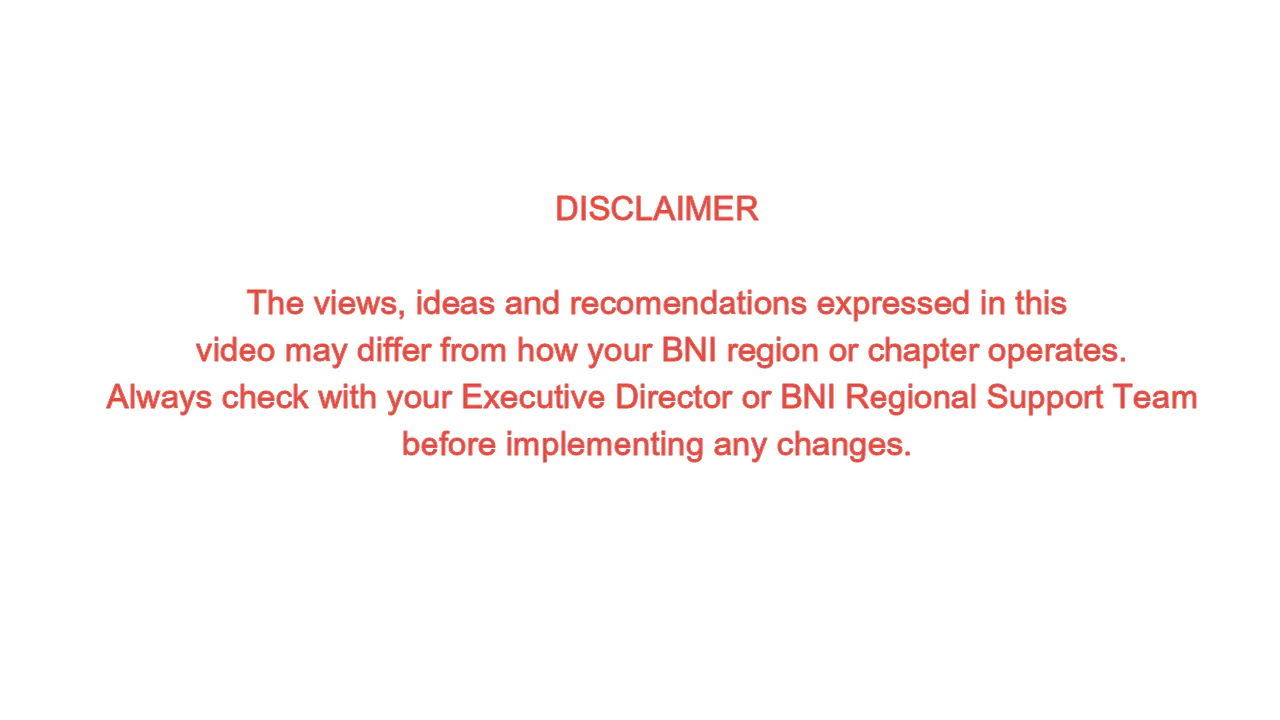 DISCLAIMER
The views, ideas and recomendations expressed in this
video may differ from how your BNI region or chapter operates.
Always check with your Executive Director or BNI Regional Support Team
before implementing any changes.